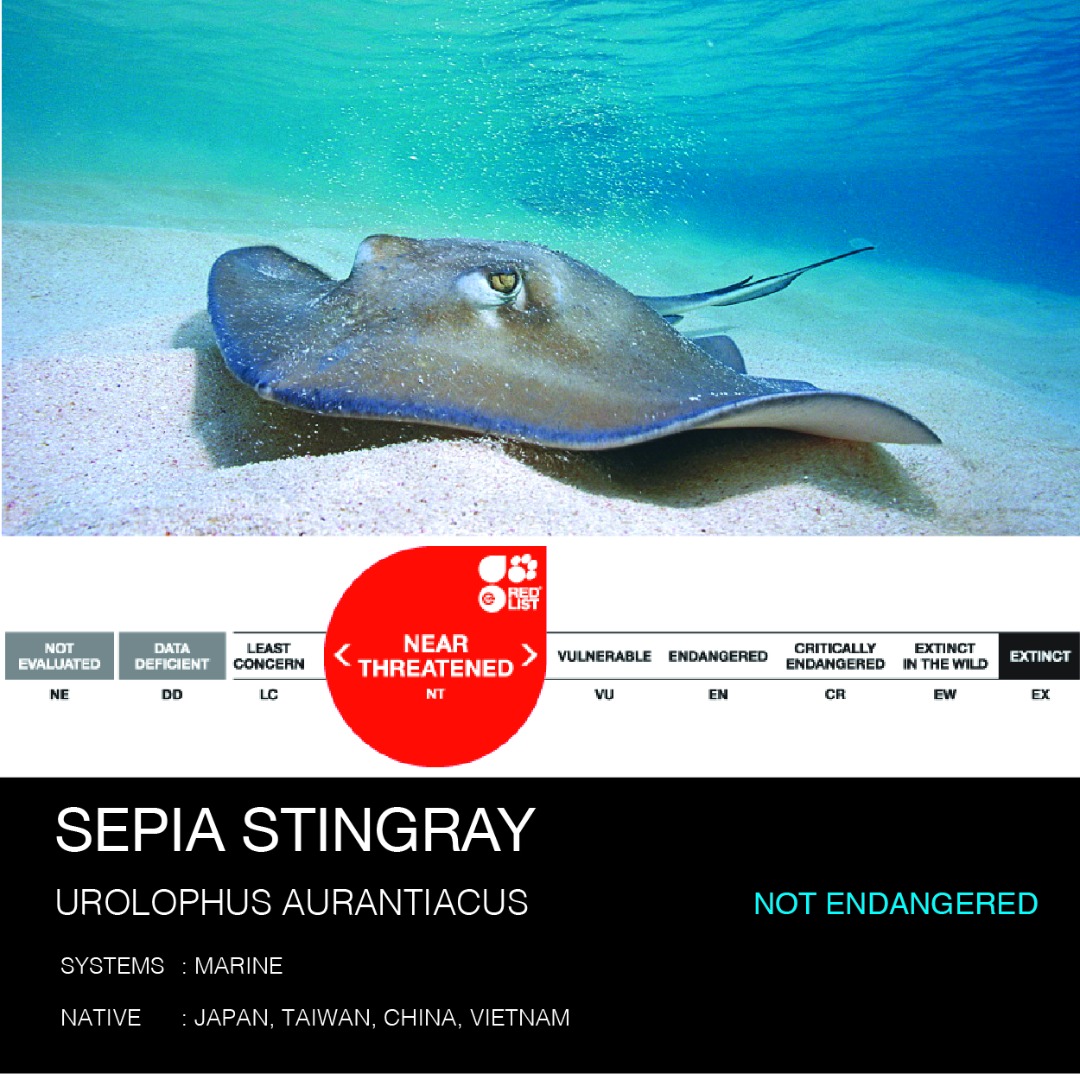 RED
LIST
NOT
EVALUATED
NE
DATA
DEFICIENT
DD
LEAST
CONCERN
LC
< NEAR
THREATENED >
NT
VULNERABLE
VU
ENDANGERED
EN
CRITICALLY
ENDANGERED
CR
EXTINCT
IN THE WILD
EW
EXTINCT
EX
SEPIA STINGRAY
UROLOPHUS AURANTIACUS
NOT ENDANGERED
SYSTEMS : MARINE
NATIVE : JAPAN, TAIWAN, CHINA, VIETNAM